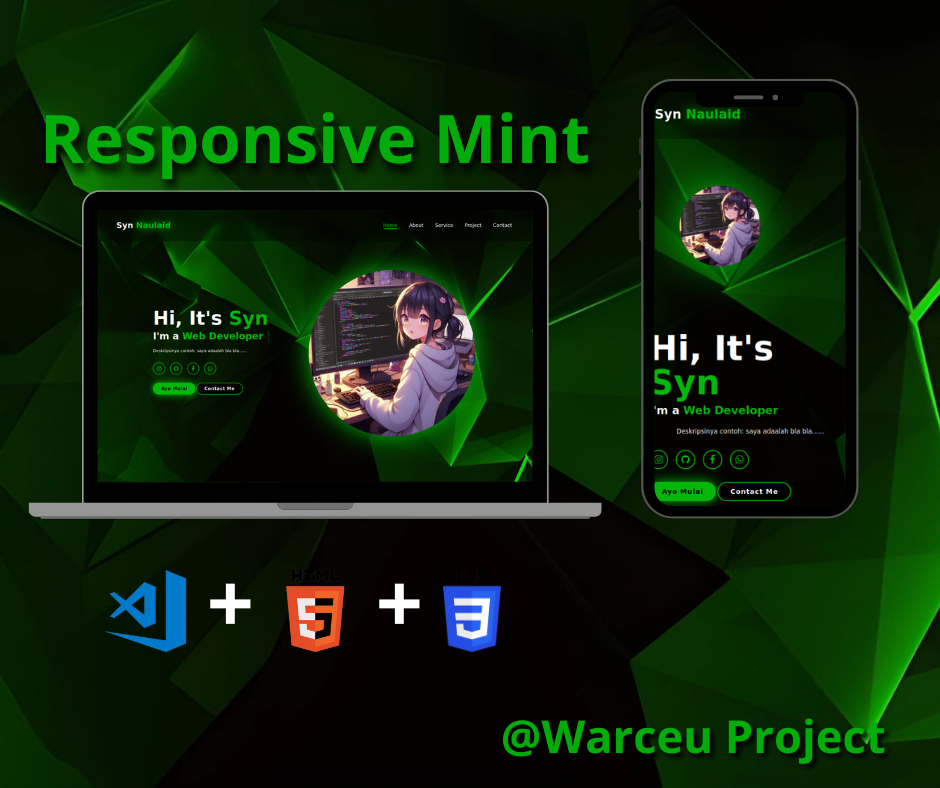 Responsive Mint
Syn Naulaid
Home About Service Project Contact
Hi, It's Syn
I'm a Web Developer
Deskripsinya contoh: saya adaalah bla bla......
Ayo Mulai Contact Me
Syn Naulaid
Hi, It's
Syn
'm a Web Developer
Deskripsinya contoh: saya adaalah bla bla......
Ayo Mulai Contact Me
HTML
@Warceu Project